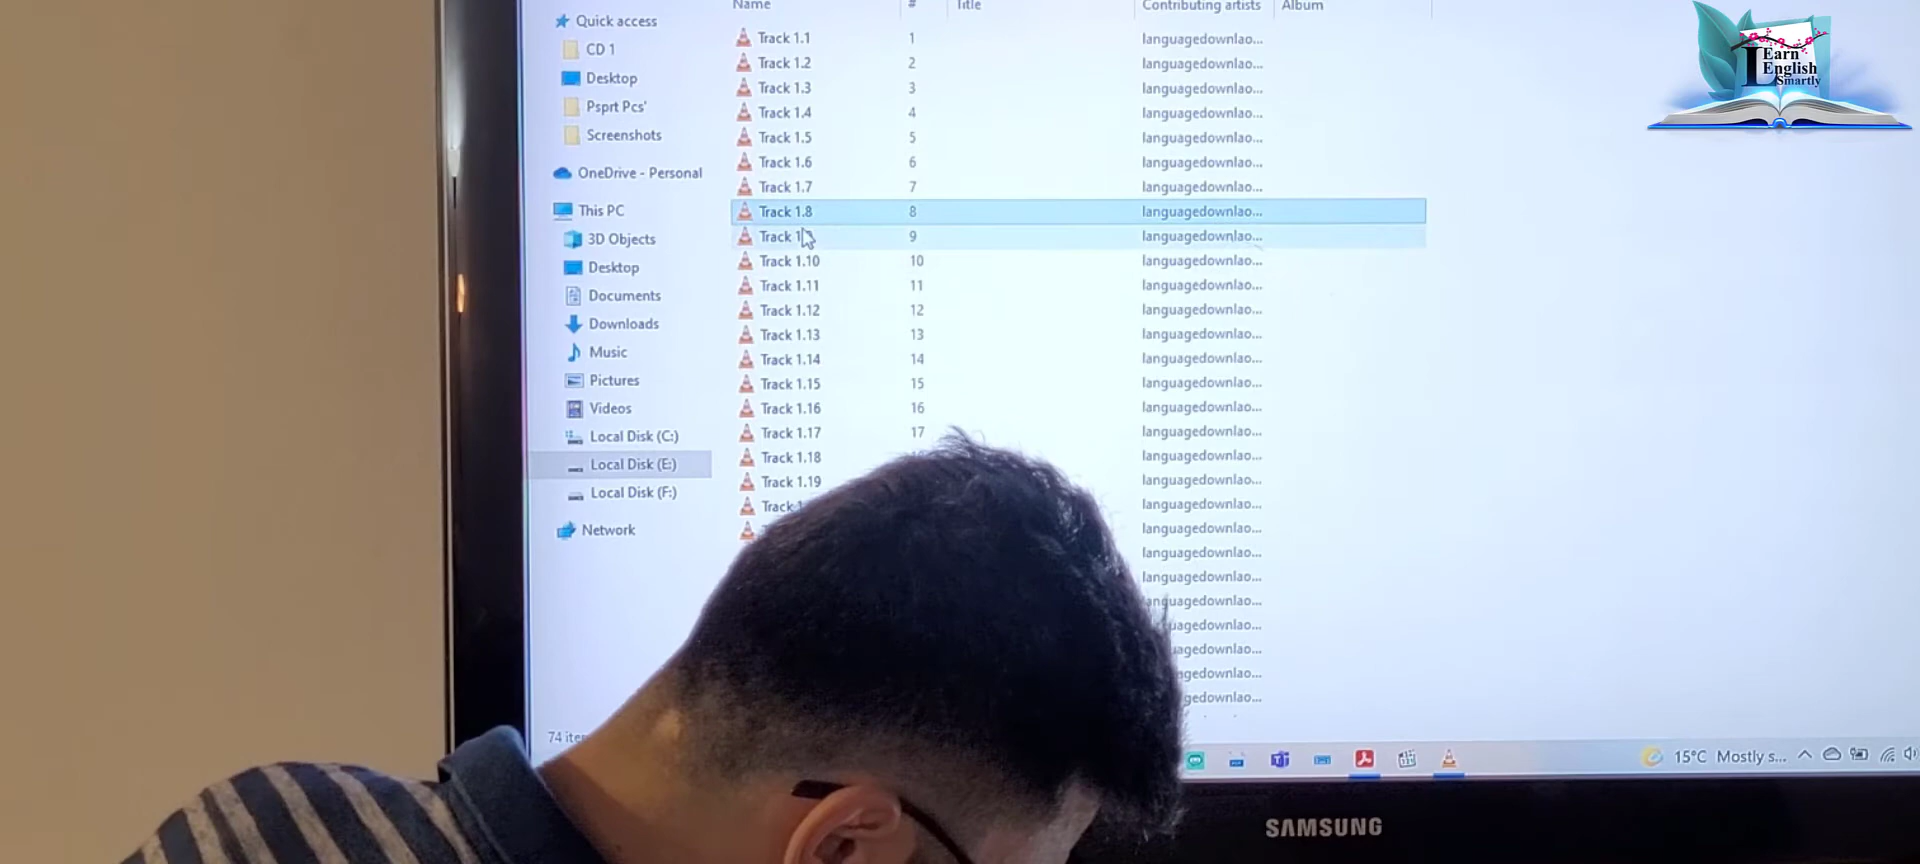 Name # Title Contributing artists Album
Quick access
CD 1
Desktop
Psprt Pcs'
Screenshots
OneDrive - Personal
This PC
3D Objects
Desktop
Documents
Downloads
Music
Pictures
Videos
Local Disk (C:)
Local Disk (E:)
Local Disk (F:)
Network
Track 1.1 1 languagedownlao...
Track 1.2 2 languagedownlao...
Track 1.3 3 languagedownlao...
Track 1.4 4 languagedownlao...
Track 1.5 5 languagedownlao...
Track 1.6 6 languagedownlao...
Track 1.7 7 languagedownlao...
Track 1.8 8 languagedownlao...
Track 9 languagedownlao...
Track 1.10 10 languagedownlao...
Track 1.11 11 languagedownlao...
Track 1.12 12 languagedownlao...
Track 1.13 13 languagedownlao...
Track 1.14 14 languagedownlao...
Track 1.15 15 languagedownlao...
Track 1.16 16 languagedownlao...
Track 1.17 17 languagedownlao...
Track 1.18 languagedownlao...
Track 1.19 languagedownlao...
Track languagedownlao...
languagedownlao...
languagedownlao...
languagedownlao...
74
15°C Mostly s...
SAMSUNG
Learn
English
Smartly